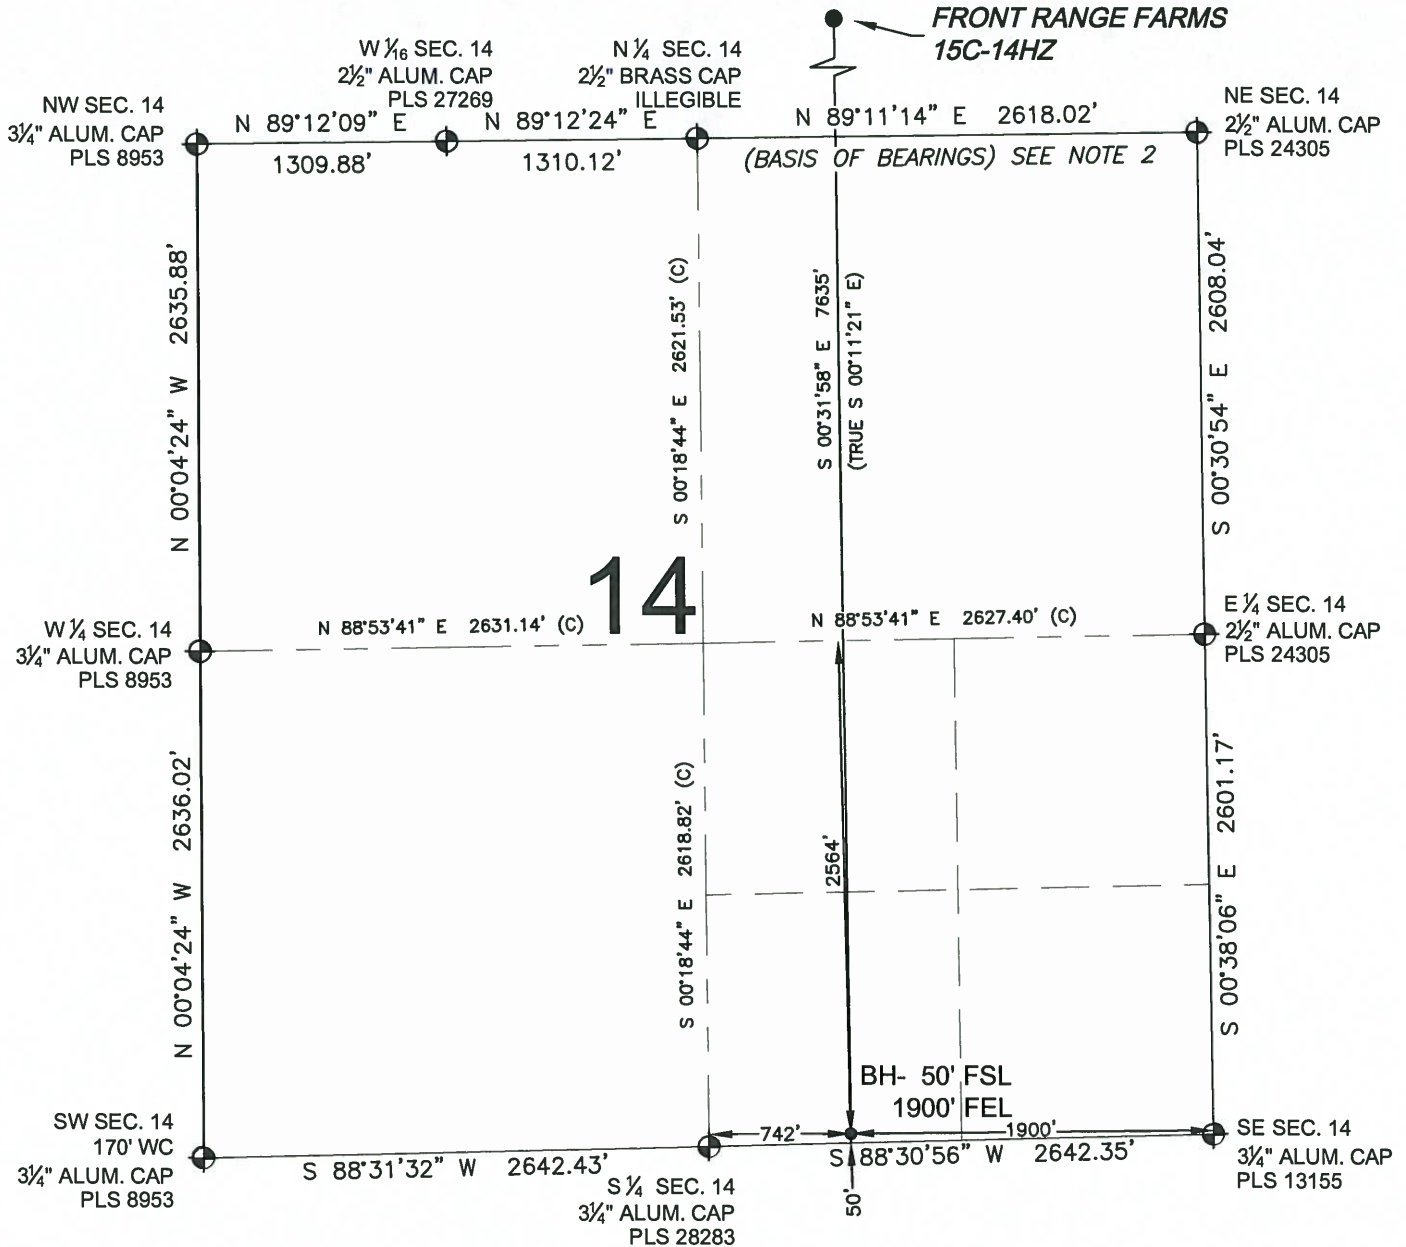 FRONT RANGE FARMS
15C-14HZ
W 1/16 SEC. 14
2½" ALUM. CAP
PLS 27269
N ¼ SEC. 14
2½" BRASS CAP
ILLEGIBLE
NW SEC. 14
3¼" ALUM. CAP
PLS 8953
NE SEC. 14
2½" ALUM. CAP
PLS 24305
N 89°12'09" E
1309.88'
N 89°12'24" E
1310.12'
N 89°11'14" E 2618.02'
(BASIS OF BEARINGS) SEE NOTE 2
N 00°04'24" W 2635.88'
S 00°18'44" E 2621.53' (C)
S 00°31'58" E 7635'
(TRUE S 00°11'21" E)
S 00°30'54" E 2608.04'
14
W ¼ SEC. 14
3¼" ALUM. CAP
PLS 8953
N 88°53'41" E 2631.14' (C)
N 88°53'41" E 2627.40' (C)
E ¼ SEC. 14
2½" ALUM. CAP
PLS 24305
N 00°04'24" W 2636.02'
S 00°18'44" E 2618.82' (C)
2564'
S 00°38'06" E 2601.17'
BH- 50' FSL
1900' FEL
742'
1900'
SW SEC. 14
170' WC
3¼" ALUM. CAP
PLS 8953
S 88°31'32" W 2642.43'
S 88°30'56" W 2642.35'
50'
S ¼ SEC. 14
3¼" ALUM. CAP
PLS 28283
SE SEC. 14
3¼" ALUM. CAP
PLS 13155